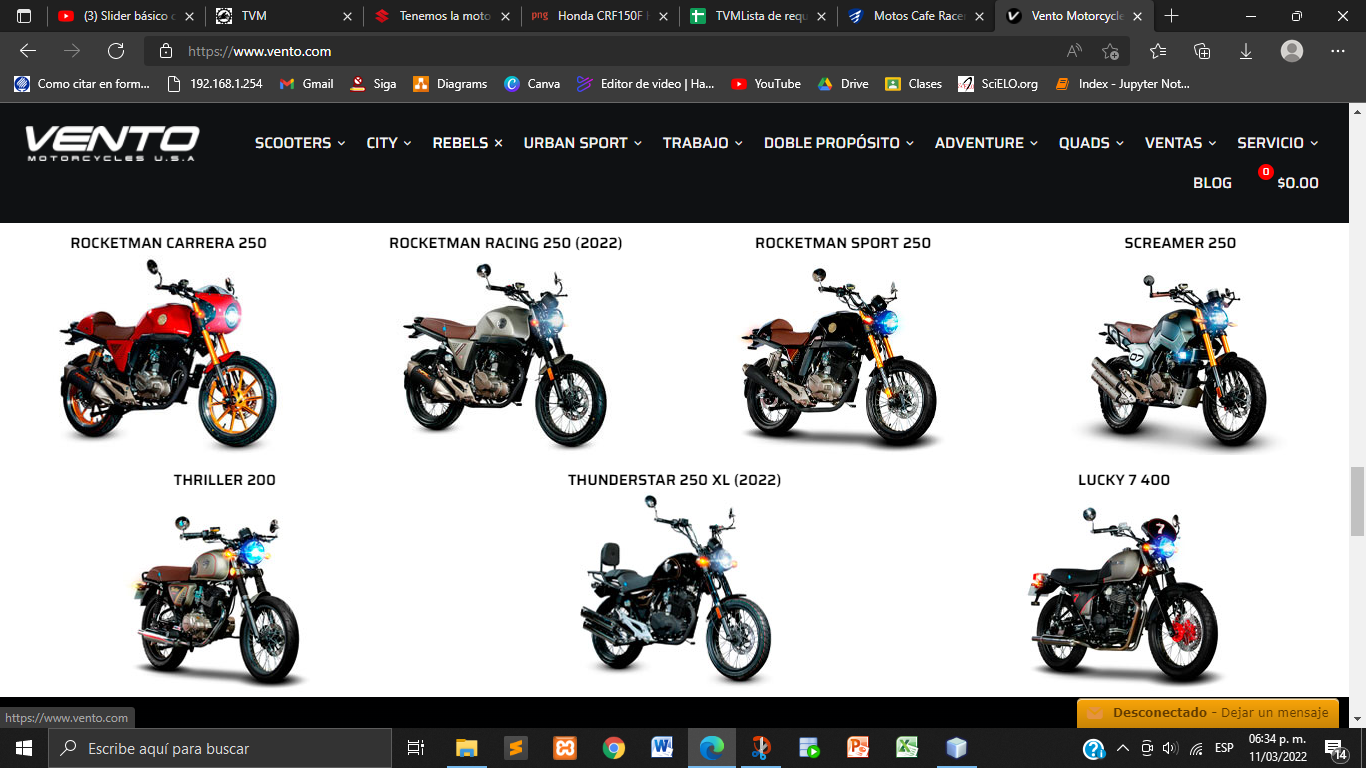 (3) Slider básico c
TVM
Tenemos la moto
png Honda CRF150F H
TVMLista de requ
Motos Cafe Racer
Vento Motorcycle
https://www.vento.com
Como citar en form...
192.168.1.254
Gmail
Siga
Diagrams
Canva
Editor de video | Ha...
YouTube
Drive
Clases
SciELO.org
Index - Jupyter Not...
VENTO
MOTORCYCLES U.S.A
SCOOTERS
CITY
REBELS
URBAN SPORT
TRABAJO
DOBLE PROPÓSITO
ADVENTURE
QUADS
VENTAS
SERVICIO
BLOG
0
$0.00
ROCKETMAN CARRERA 250
ROCKETMAN RACING 250 (2022)
ROCKETMAN SPORT 250
SCREAMER 250
07
THRILLER 200
THUNDERSTAR 250 XL (2022)
LUCKY 7 400
7
7
https://www.vento.com
Desconectado - Dejar un mensaje
Escribe aquí para buscar
ESP
06:34 p. m.
11/03/2022
14